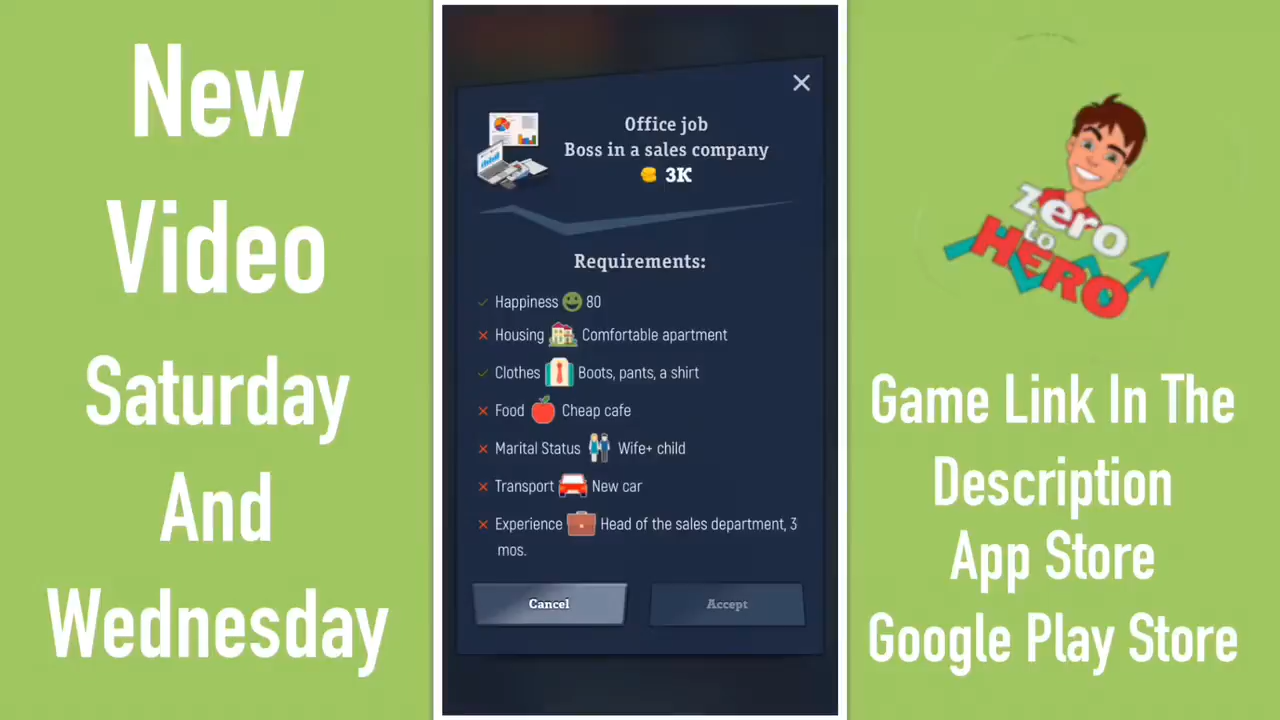 New
Video
Saturday
And
Wednesday
Office job
Boss in a sales company
3K
Requirements:
Happiness 80
Housing Comfortable apartment
Clothes Boots, pants, a shirt
Food Cheap cafe
Marital Status Wife+ child
Transport New car
Experience Head of the sales department, 3
mos.
Cancel
Accept
zero
to
HERO
Game Link In The
Description
App Store
Google Play Store